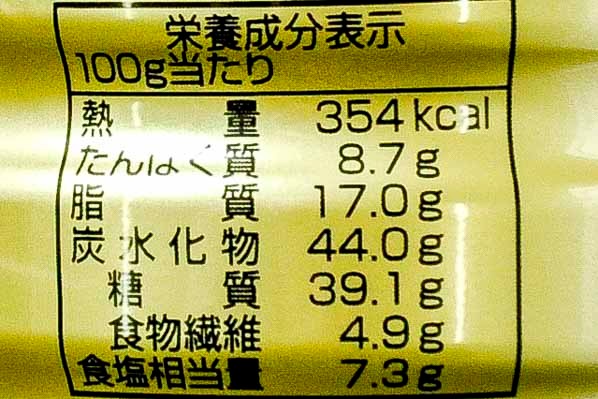 栄養成分表示
100g当たり
熱量 354kcal
たんぱく質 8.7g
脂質 17.0g
炭水化物 44.0g
糖質 39.1g
食物繊維 4.9g
食塩相当量 7.3g